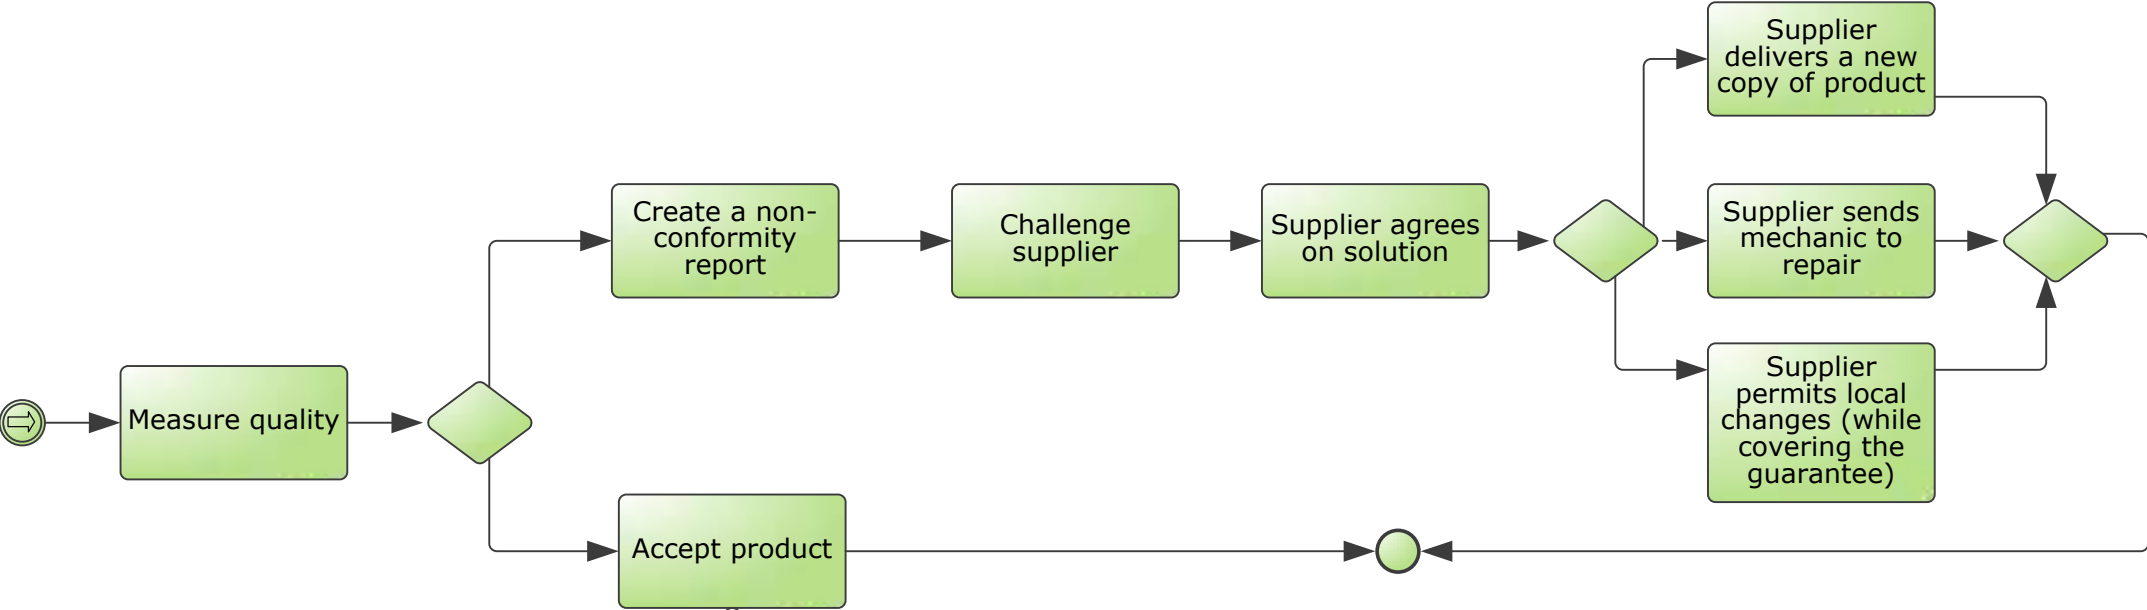 Supplier
delivers a new
copy of product
Create a non-
conformity
report
Challenge
supplier
Supplier agrees
on solution
Supplier sends
mechanic to
repair
Measure quality
Supplier
permits local
changes (while
covering the
guarantee)
Accept product